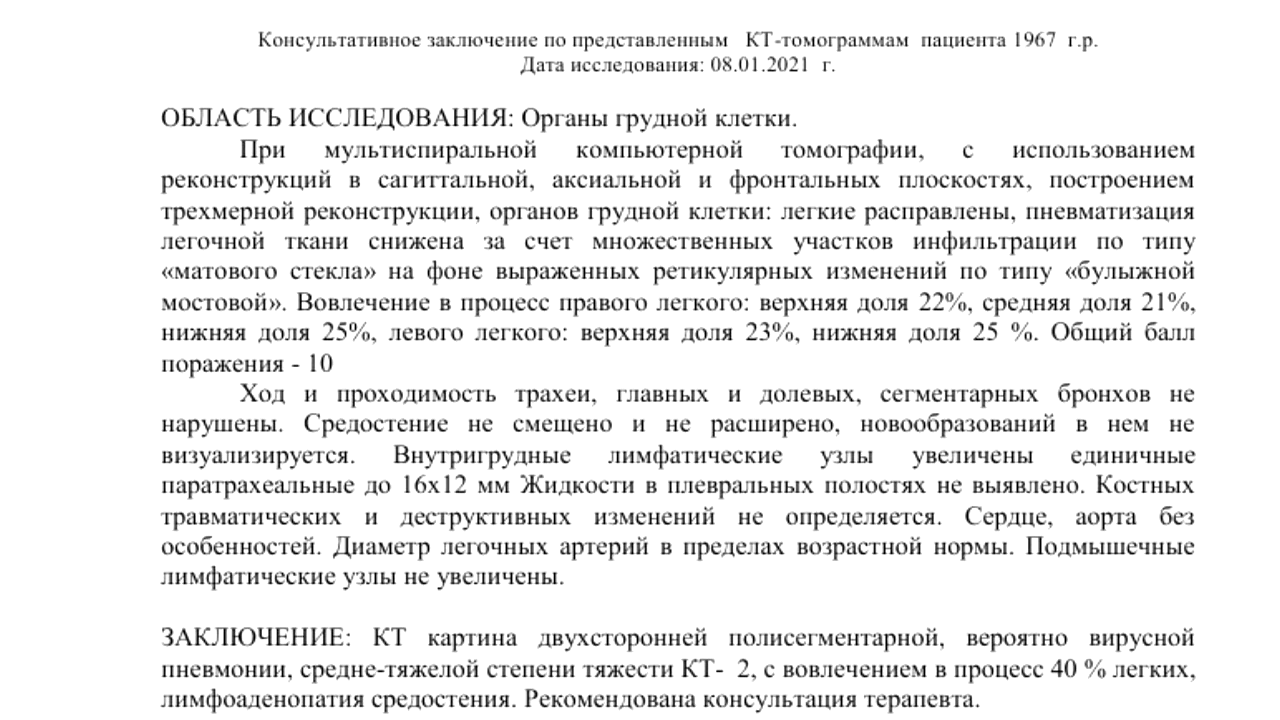 Консультативное заключение по представленным КТ-томограммам пациента 1967 г.р.
Дата исследования: 08.01.2021 г.
ОБЛАСТЬ ИССЛЕДОВАНИЯ: Органы грудной клетки.
При мультиспиральной компьютерной томографии, с использованием
реконструкций в сагиттальной, аксиальной и фронтальных плоскостях, построением
трехмерной реконструкции, органов грудной клетки: легкие расправлены, пневматизация
легочной ткани снижена за счет множественных участков инфильтрации по типу
«матового стекла» на фоне выраженных ретикулярных изменений по типу «булыжной
мостовой». Вовлечение в процесс правого легкого: верхняя доля 22%, средняя доля 21%,
нижняя доля 25%, левого легкого: верхняя доля 23%, нижняя доля 25 %. Общий балл
поражения - 10
Ход и проходимость трахеи, главных и долевых, сегментарных бронхов не
нарушены. Средостение не смещено и не расширено, новообразований в нем не
визуализируется. Внутригрудные лимфатические узлы увеличены единичные
паратрахеальные до 16х12 мм Жидкости в плевральных полостях не выявлено. Костных
травматических и деструктивных изменений не определяется. Сердце, аорта без
особенностей. Диаметр легочных артерий в пределах возрастной нормы. Подмышечные
лимфатические узлы не увеличены.
ЗАКЛЮЧЕНИЕ: КТ картина двухсторонней полисегментарной, вероятно вирусной
пневмонии, средне-тяжелой степени тяжести КТ- 2, с вовлечением в процесс 40 % легких,
лимфоаденопатия средостения. Рекомендована консультация терапевта.